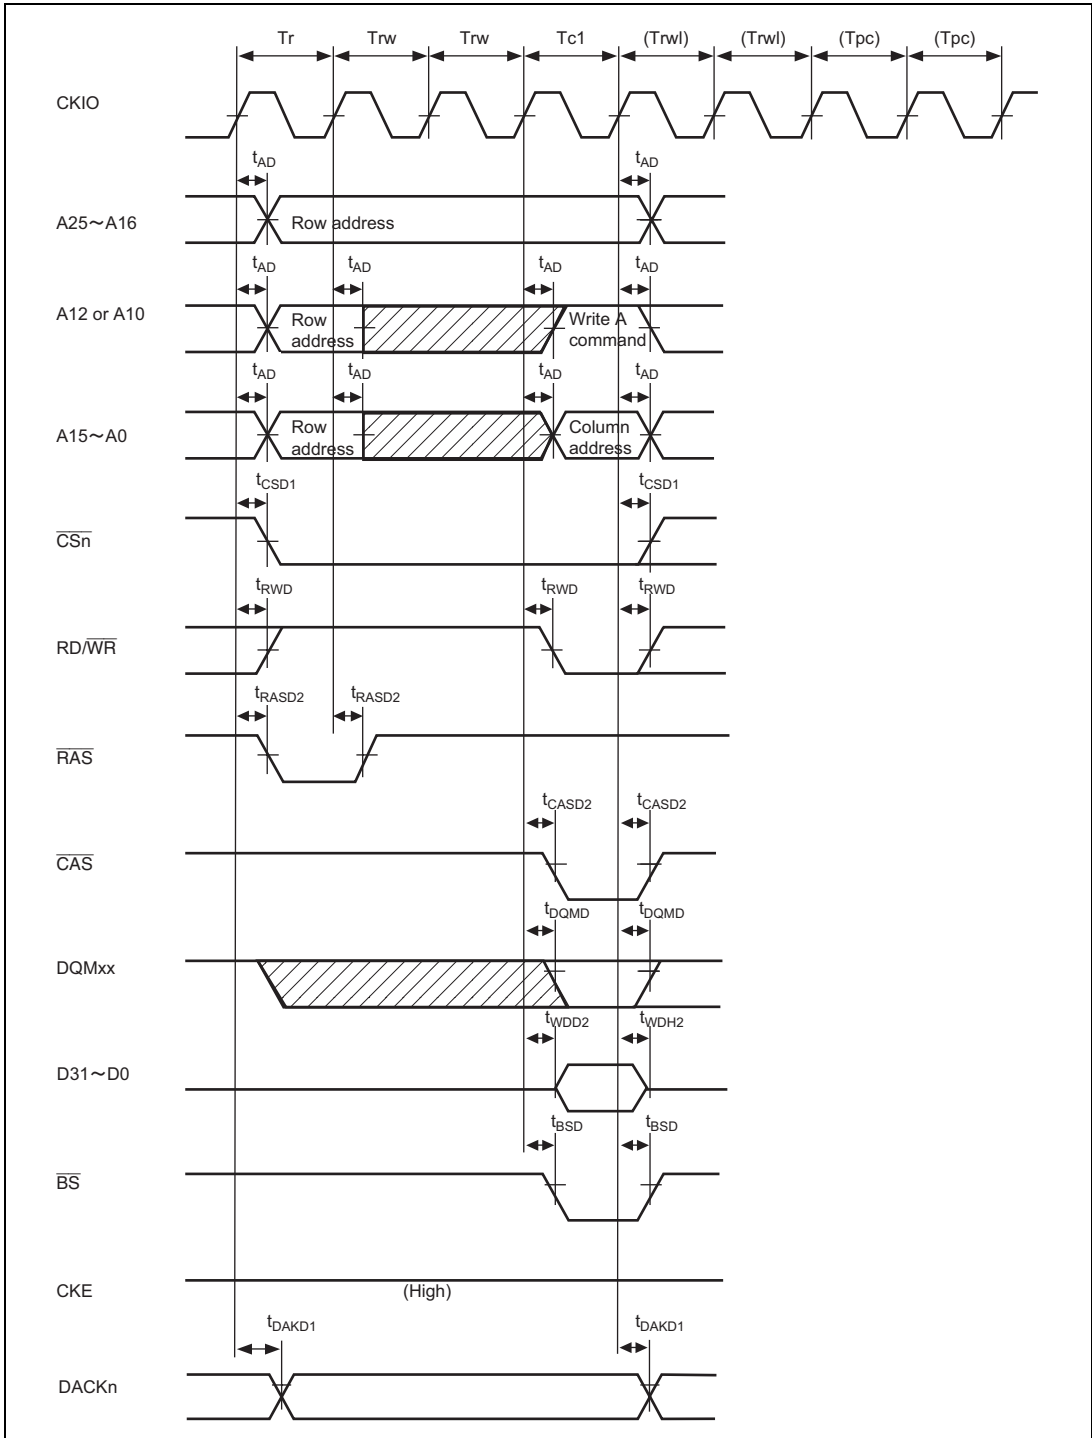 Tr Trw Trw Tc1 (Trwl) (Trwl) (Tpc) (Tpc)
CKIO
tAD tAD
A25～A16 Row address
tAD tAD tAD tAD
A12 or A10 Row address Write A command
tAD tAD tAD tAD
A15～A0 Row address Column address
tCSD1 tCSD1
CSn
tRWD tRWD tRWD
RD/WR
tRASD2 tRASD2
RAS
tCASD2 tCASD2
CAS
tDQMD tDQMD
DQMxx
tWDD2 tWDH2
D31～D0
tBSD tBSD
BS
CKE (High)
tDAKD1 tDAKD1
DACKn